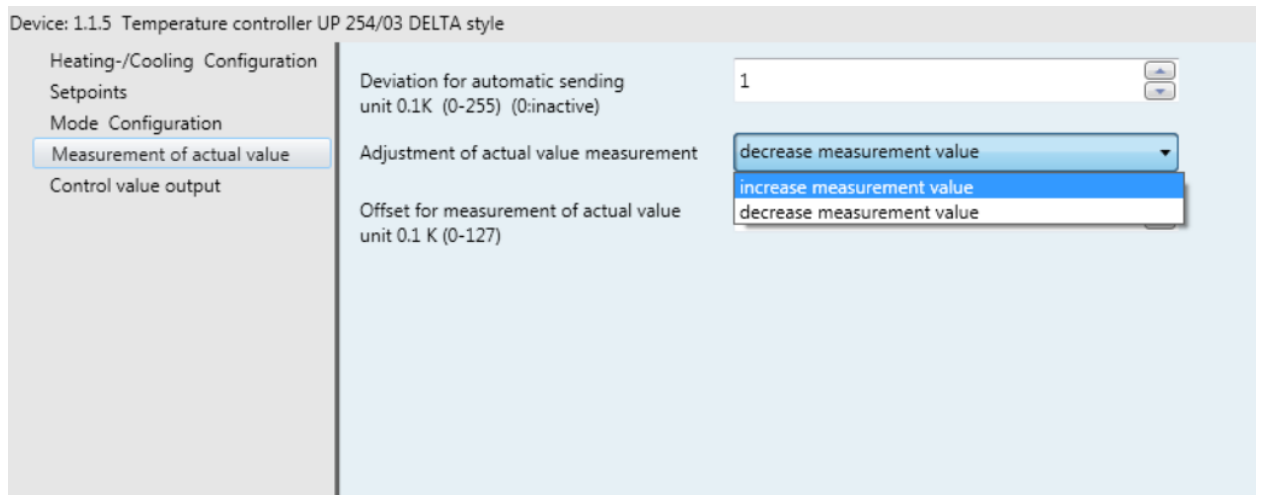 Device: 1.1.5 Temperature controller UP 254/03 DELTA style
Heating-/Cooling Configuration
Setpoints
Mode Configuration
Measurement of actual value
Control value output
Deviation for automatic sending
unit 0.1K (0-255) (0:inactive)
1
Adjustment of actual value measurement
decrease measurement value
increase measurement value
decrease measurement value
Offset for measurement of actual value
unit 0.1 K (0-127)